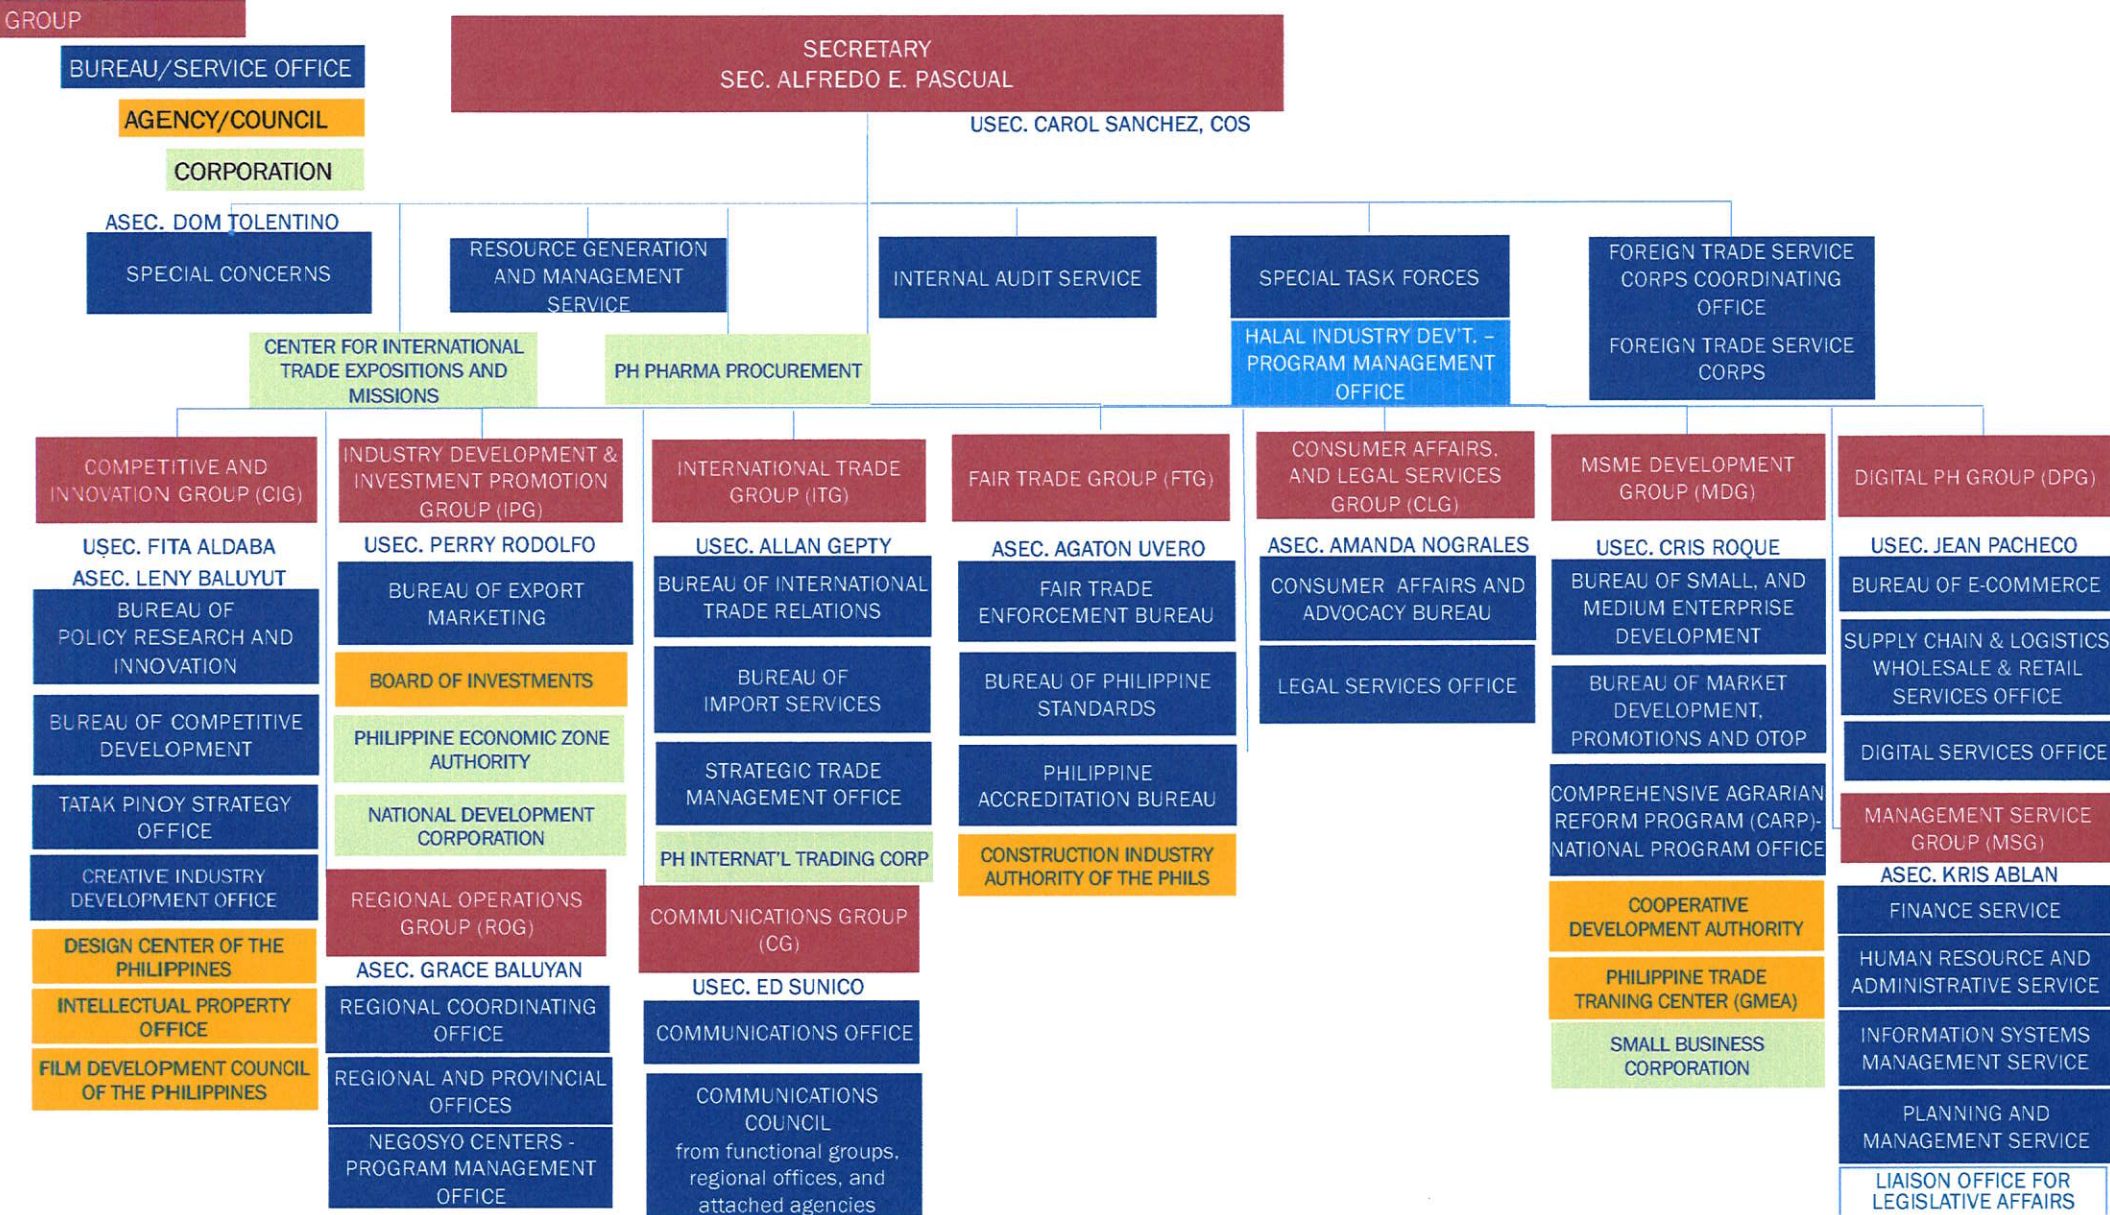 GROUP
BUREAU/SERVICE OFFICE
AGENCY/COUNCIL
CORPORATION
SECRETARY
SEC. ALFREDO E. PASCUAL
USEC. CAROL SANCHEZ, COS
ASEC. DOM TOLENTINO
SPECIAL CONCERNS
RESOURCE GENERATION
AND MANAGEMENT
SERVICE
INTERNAL AUDIT SERVICE
SPECIAL TASK FORCES
HALAL INDUSTRY DEV'T. –
PROGRAM MANAGEMENT
OFFICE
FOREIGN TRADE SERVICE
CORPS COORDINATING
OFFICE
FOREIGN TRADE SERVICE
CORPS
CENTER FOR INTERNATIONAL
TRADE EXPOSITIONS AND
MISSIONS
PH PHARMA PROCUREMENT
COMPETITIVE AND
INNOVATION GROUP (CIG)
USEC. FITA ALDABA
ASEC. LENY BALUYUT
BUREAU OF
POLICY RESEARCH AND
INNOVATION
BUREAU OF COMPETITIVE
DEVELOPMENT
TATAK PINOY STRATEGY
OFFICE
CREATIVE INDUSTRY
DEVELOPMENT OFFICE
DESIGN CENTER OF THE
PHILIPPINES
INTELLECTUAL PROPERTY
OFFICE
FILM DEVELOPMENT COUNCIL
OF THE PHILIPPINES
INDUSTRY DEVELOPMENT &
INVESTMENT PROMOTION
GROUP (IPG)
USEC. PERRY RODOLFO
BUREAU OF EXPORT
MARKETING
BOARD OF INVESTMENTS
PHILIPPINE ECONOMIC ZONE
AUTHORITY
NATIONAL DEVELOPMENT
CORPORATION
REGIONAL OPERATIONS
GROUP (ROG)
ASEC. GRACE BALUYAN
REGIONAL COORDINATING
OFFICE
REGIONAL AND PROVINCIAL
OFFICES
NEGOSYO CENTERS -
PROGRAM MANAGEMENT
OFFICE
INTERNATIONAL TRADE
GROUP (ITG)
USEC. ALLAN GEPTY
BUREAU OF INTERNATIONAL
TRADE RELATIONS
BUREAU OF
IMPORT SERVICES
STRATEGIC TRADE
MANAGEMENT OFFICE
PH INTERNAT'L TRADING CORP
COMMUNICATIONS GROUP
(CG)
USEC. ED SUNICO
COMMUNICATIONS OFFICE
COMMUNICATIONS
COUNCIL
from functional groups,
regional offices, and
attached agencies
FAIR TRADE GROUP (FTG)
ASEC. AGATON UVERO
FAIR TRADE
ENFORCEMENT BUREAU
BUREAU OF PHILIPPINE
STANDARDS
PHILIPPINE
ACCREDITATION BUREAU
CONSTRUCTION INDUSTRY
AUTHORITY OF THE PHILS
CONSUMER AFFAIRS.
AND LEGAL SERVICES
GROUP (CLG)
ASEC. AMANDA NOGRALES
CONSUMER AFFAIRS AND
ADVOCACY BUREAU
LEGAL SERVICES OFFICE
MSME DEVELOPMENT
GROUP (MDG)
USEC. CRIS ROQUE
BUREAU OF SMALL, AND
MEDIUM ENTERPRISE
DEVELOPMENT
BUREAU OF MARKET
DEVELOPMENT,
PROMOTIONS AND OTOP
COMPREHENSIVE AGRARIAN
REFORM PROGRAM (CARP)-
NATIONAL PROGRAM OFFICE
COOPERATIVE
DEVELOPMENT AUTHORITY
PHILIPPINE TRADE
TRANING CENTER (GMEA)
SMALL BUSINESS
CORPORATION
DIGITAL PH GROUP (DPG)
USEC. JEAN PACHECO
BUREAU OF E-COMMERCE
SUPPLY CHAIN & LOGISTICS
WHOLESALE & RETAIL
SERVICES OFFICE
DIGITAL SERVICES OFFICE
MANAGEMENT SERVICE
GROUP (MSG)
ASEC. KRIS ABLAN
FINANCE SERVICE
HUMAN RESOURCE AND
ADMINISTRATIVE SERVICE
INFORMATION SYSTEMS
MANAGEMENT SERVICE
PLANNING AND
MANAGEMENT SERVICE
LIAISON OFFICE FOR
LEGISLATIVE AFFAIRS